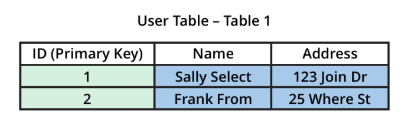 User Table – Table 1
ID (Primary Key) Name Address
1 Sally Select 123 Join Dr
2 Frank From 25 Where St